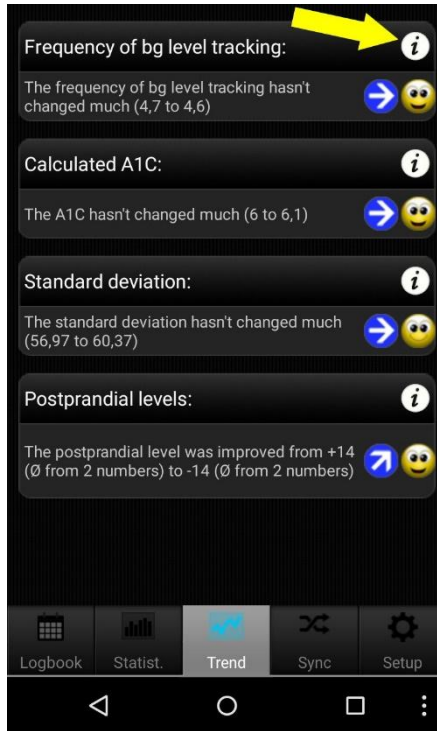 Frequency of bg level tracking:
The frequency of bg level tracking hasn't
changed much (4,7 to 4,6)
Calculated A1C:
The A1C hasn't changed much (6 to 6,1)
Standard deviation:
The standard deviation hasn't changed much
(56,97 to 60,37)
Postprandial levels:
The postprandial level was improved from +14
(Ø from 2 numbers) to -14 (Ø from 2 numbers)
Logbook Statist. Trend Sync Setup